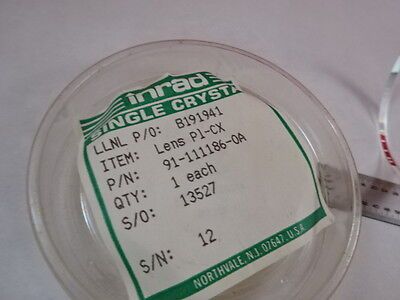 inrad
SINGLE CRYSTA
LLNL P/O: B191941
ITEM: Lens Pl-CX
P/N: 91-111186-0A
QTY: 1 each
S/O: 13527
S/N: 12
NORTHVALE, N.J. 07647, U.S.A.